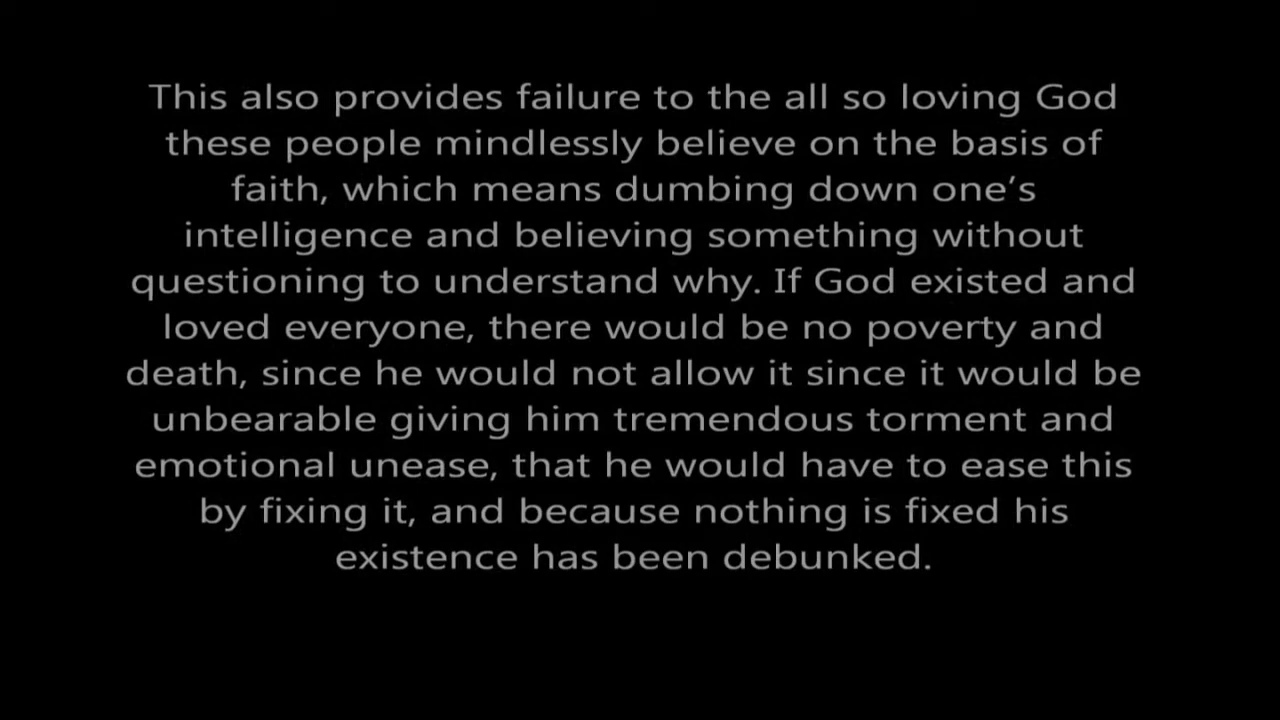 This also provides failure to the all so loving God
these people mindlessly believe on the basis of
faith, which means dumbing down one’s
intelligence and believing something without
questioning to understand why. If God existed and
loved everyone, there would be no poverty and
death, since he would not allow it since it would be
unbearable giving him tremendous torment and
emotional unease, that he would have to ease this
by fixing it, and because nothing is fixed his
existence has been debunked.